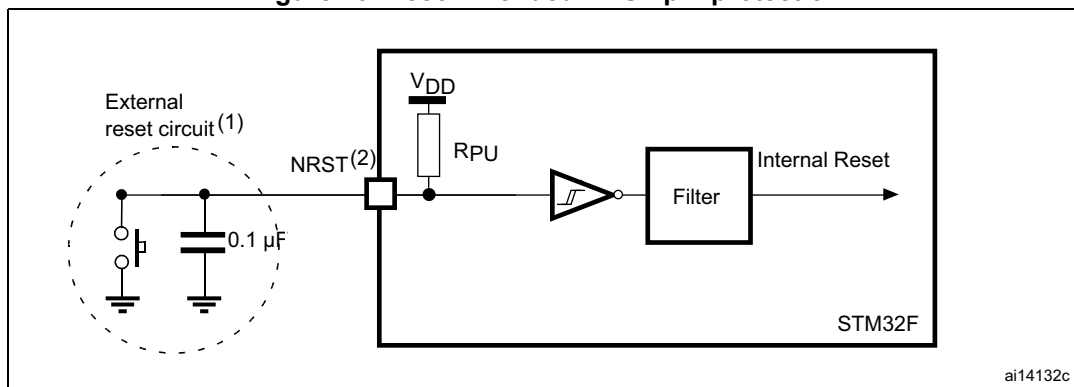 External
reset circuit(1)
VDD
NRST(2)
RPU
Internal Reset
Filter
0.1 μF
STM32F
ai14132c